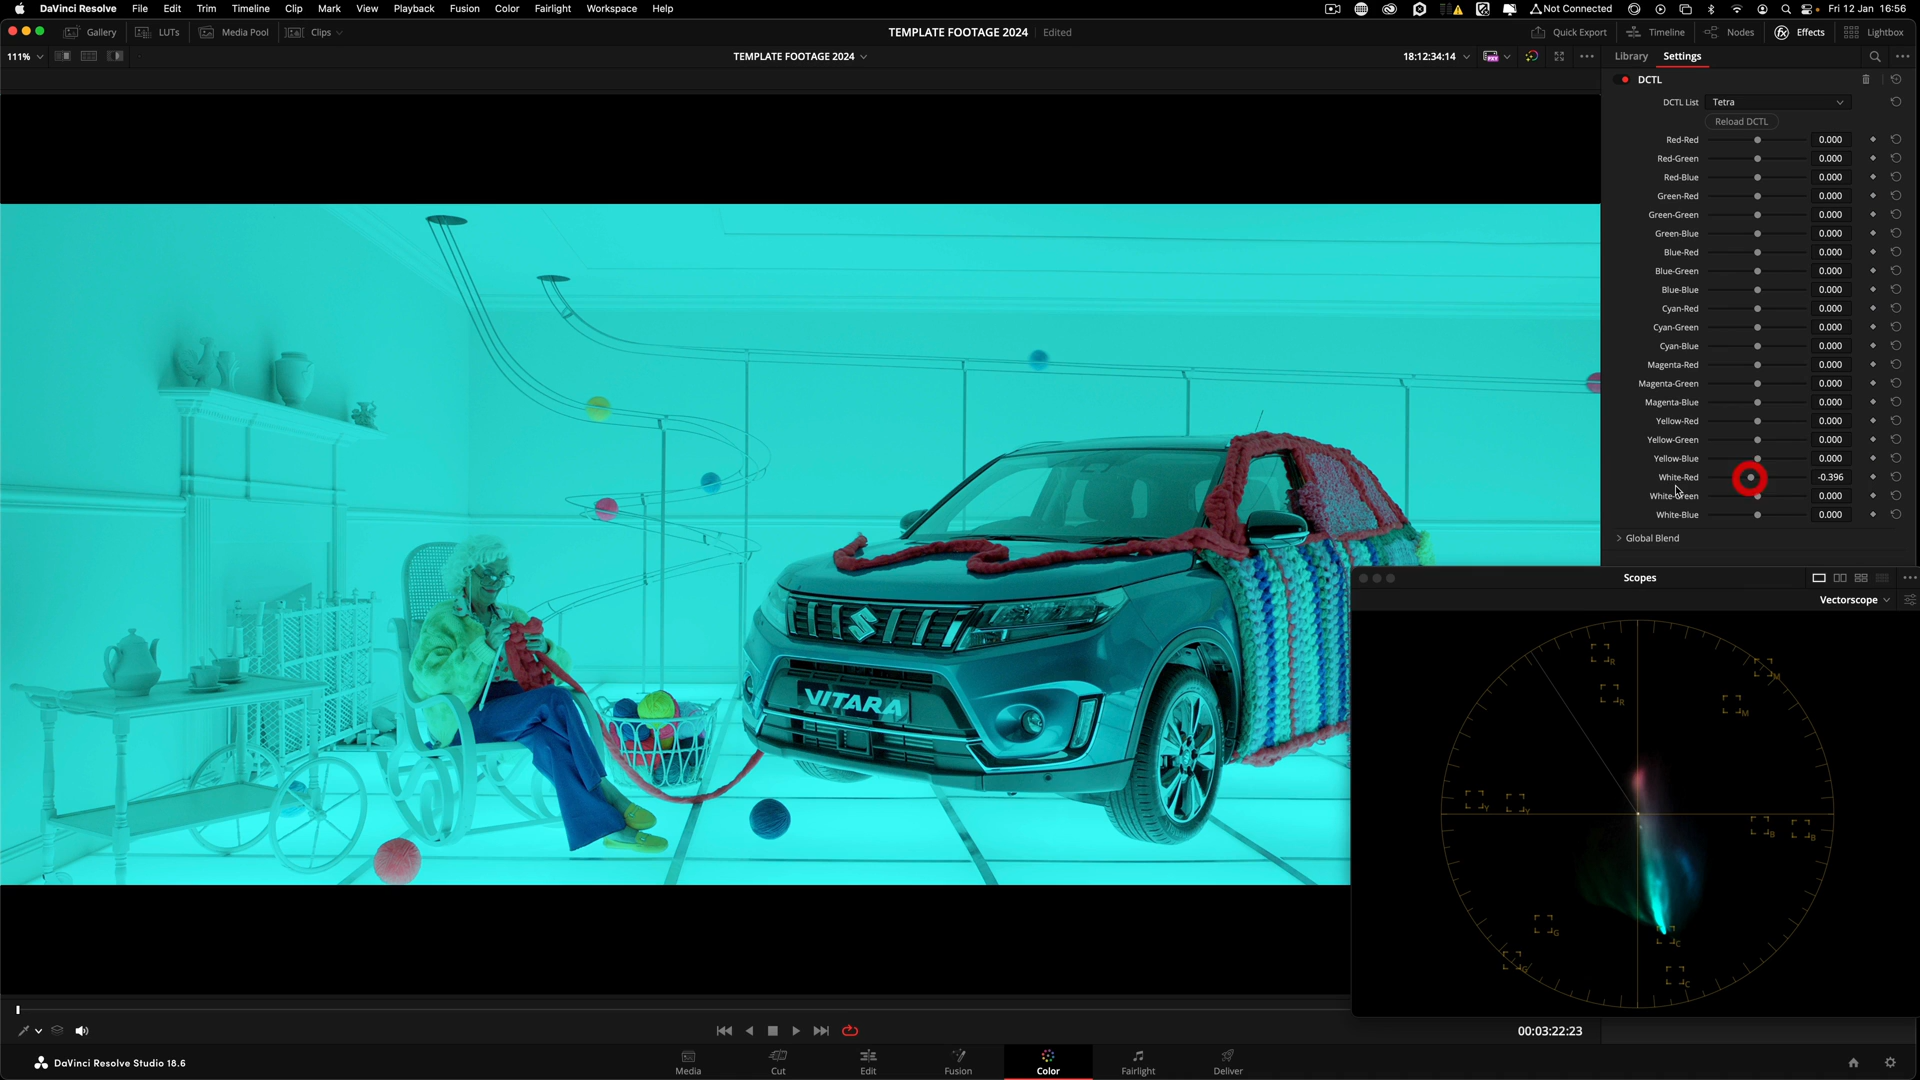 DaVinci Resolve File Edit Trim Timeline Clip Mark View Playback Fusion Color Fairlight Workspace Help Not Connected Fri 12 Jan 16:56
Gallery LUTs Media Pool Clips TEMPLATE FOOTAGE 2024 Edited Quick Export Timeline Nodes Effects Lightbox
111% TEMPLATE FOOTAGE 2024 18:12:34:14 Library Settings
DCTL
DCTL List Tetra
Reload DCTL
Red-Red 0.000
Red-Green 0.000
Red-Blue 0.000
Green-Red 0.000
Green-Green 0.000
Green-Blue 0.000
Blue-Red 0.000
Blue-Green 0.000
Blue-Blue 0.000
Cyan-Red 0.000
Cyan-Green 0.000
Cyan-Blue 0.000
Magenta-Red 0.000
Magenta-Green 0.000
Magenta-Blue 0.000
Yellow-Red 0.000
Yellow-Green 0.000
Yellow-Blue 0.000
White-Red -0.396
White-Green 0.000
White-Blue 0.000
Global Blend
Scopes
Vectorscope
R
M
R
M
Y Y
B B
G
C
G
C
VITARA
00:03:22:23
DaVinci Resolve Studio 18.6
Media Cut Edit Fusion Color Fairlight Deliver